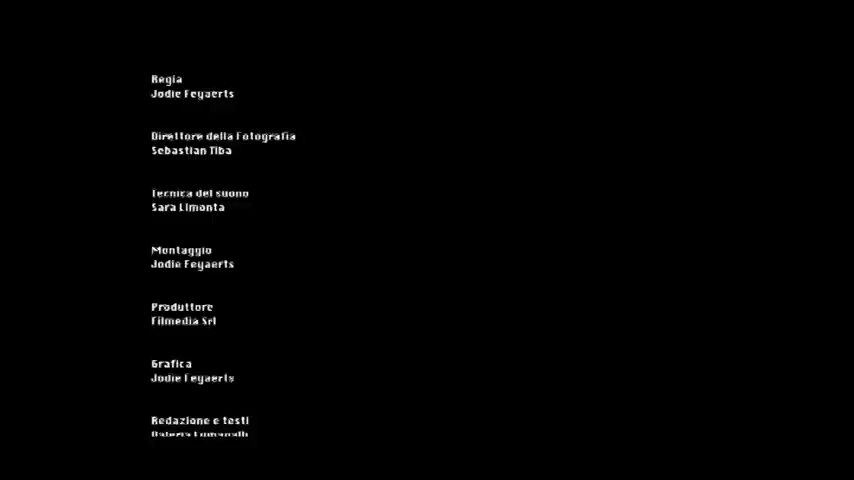 Regia
Jodie Feyaerts
Direttore della Fotografia
Sebastian Tiba
Tecnica del suono
Sara Limonta
Montaggio
Jodie Feyaerts
Produttore
Filmedia Srl
Grafica
Jodie Feyaerts
Redazione e testi